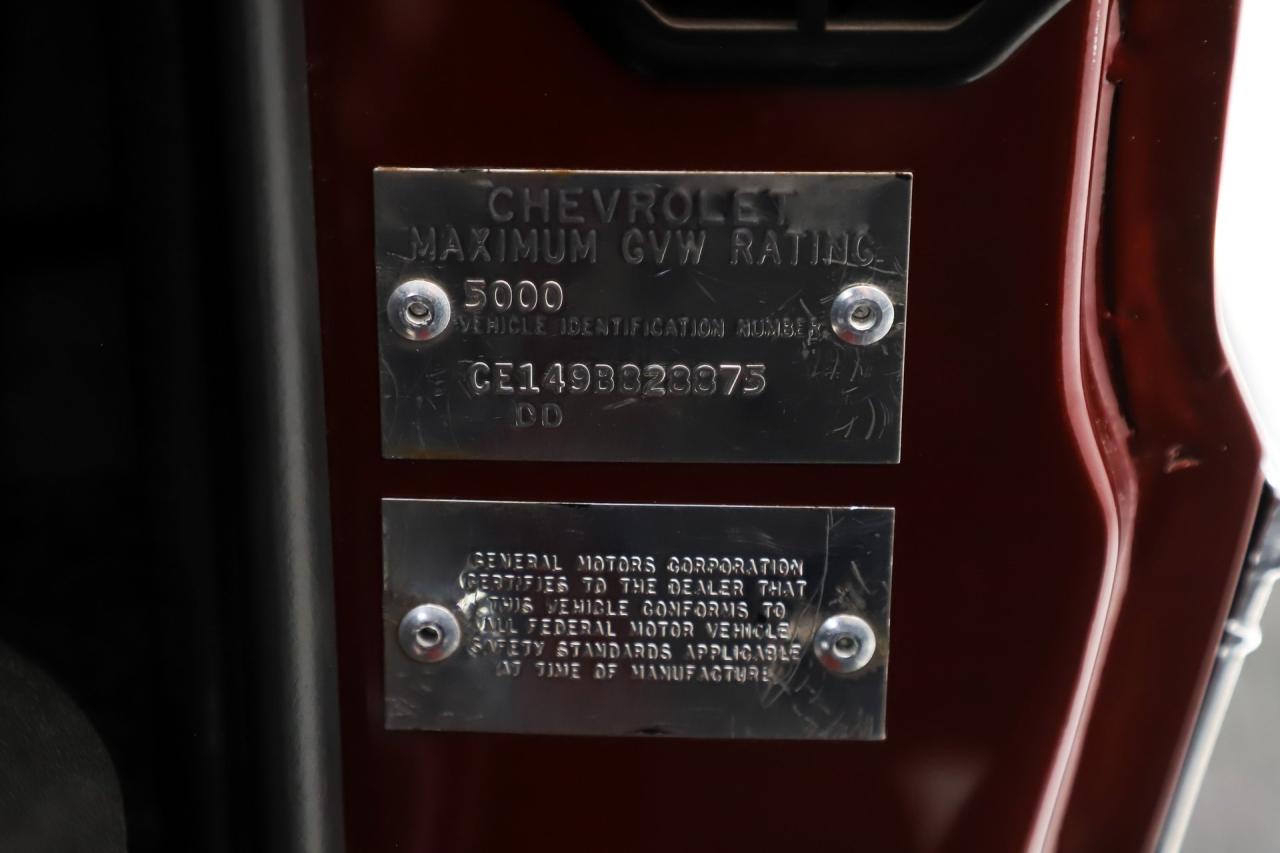 CHEVROLET
MAXIMUM GVW RATING
5000
VEHICLE IDENTIFICATION NUMBER
CE149B828875
DD
GENERAL MOTORS CORPORATION
CERTIFIES TO THE DEALER THAT
THIS VEHICLE CONFORMS TO
ALL FEDERAL MOTOR VEHICLE
SAFETY STANDARDS APPLICABLE
AT TIME OF MANUFACTURE